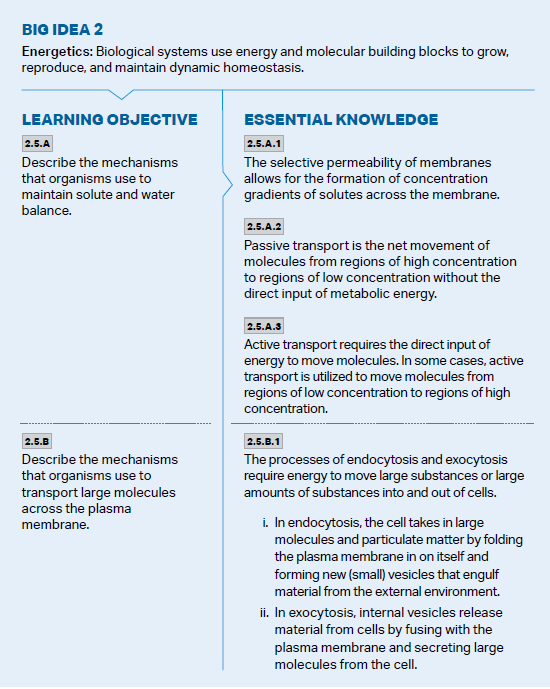 BIG IDEA 2
Energetics: Biological systems use energy and molecular building blocks to grow,
reproduce, and maintain dynamic homeostasis.
LEARNING OBJECTIVE
2.5.A
Describe the mechanisms
that organisms use to
maintain solute and water
balance.
ESSENTIAL KNOWLEDGE
2.5.A.1
The selective permeability of membranes
allows for the formation of concentration
gradients of solutes across the membrane.
2.5.A.2
Passive transport is the net movement of
molecules from regions of high concentration
to regions of low concentration without the
direct input of metabolic energy.
2.5.A.3
Active transport requires the direct input of
energy to move molecules. In some cases, active
transport is utilized to move molecules from
regions of low concentration to regions of high
concentration.
2.5.B
Describe the mechanisms
that organisms use to
transport large molecules
across the plasma
membrane.
2.5.B.1
The processes of endocytosis and exocytosis
require energy to move large substances or large
amounts of substances into and out of cells.
i. In endocytosis, the cell takes in large
molecules and particulate matter by folding
the plasma membrane in on itself and
forming new (small) vesicles that engulf
material from the external environment.
ii. In exocytosis, internal vesicles release
material from cells by fusing with the
plasma membrane and secreting large
molecules from the cell.